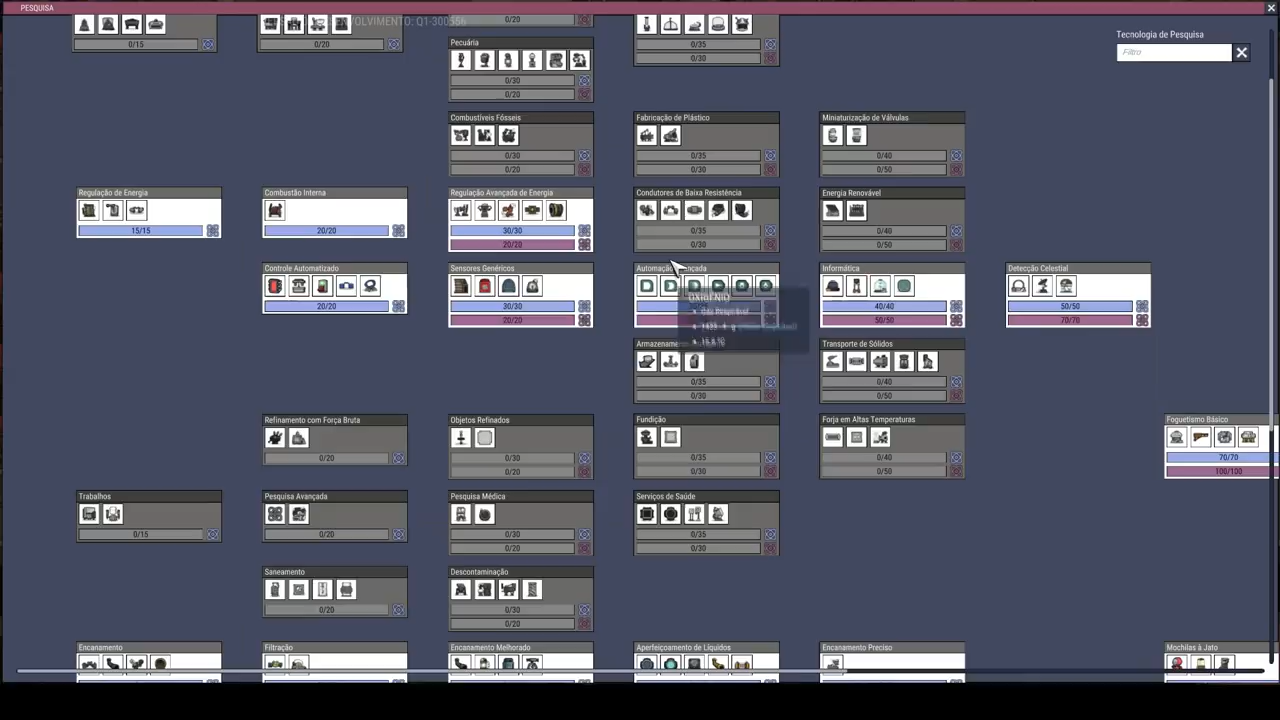 PESQUISA
VOLVIMENTO: Q1-300556
Tecnologia de Pesquisa
Filtro
0/15
0/20
0/20
0/35
0/30
Pecuária
0/30
0/20
Combustíveis Fósseis
0/30
0/20
Fabricação de Plástico
0/35
0/30
Miniaturização de Válvulas
0/40
0/50
Regulação de Energia
15/15
Combustão Interna
20/20
Regulação Avançada de Energia
30/30
20/20
Condutores de Baixa Resistência
0/35
0/30
Energia Renovável
0/40
0/50
Controle Automatizado
20/20
Sensores Genéricos
30/30
20/20
Automação Avançada
OXIGÊNIO
Gás Respirável
Informática
40/40
50/50
Detecção Celestial
50/50
70/70
0/35
0/30
Transporte de Sólidos
0/40
0/50
Refinamento com Força Bruta
0/20
Objetos Refinados
0/30
0/20
Fundição
0/35
0/30
Forja em Altas Temperaturas
0/40
0/50
Foguetismo Básico
70/70
100/100
Trabalhos
0/15
Pesquisa Avançada
0/20
Pesquisa Médica
0/30
0/20
Serviços de Saúde
0/35
0/30
Saneamento
0/20
Descontaminação
0/30
0/20
Encanamento
Filtração
Encanamento Melhorado
Aperfeiçoamento de Líquidos
Encanamento Preciso
Mochilas à Jato